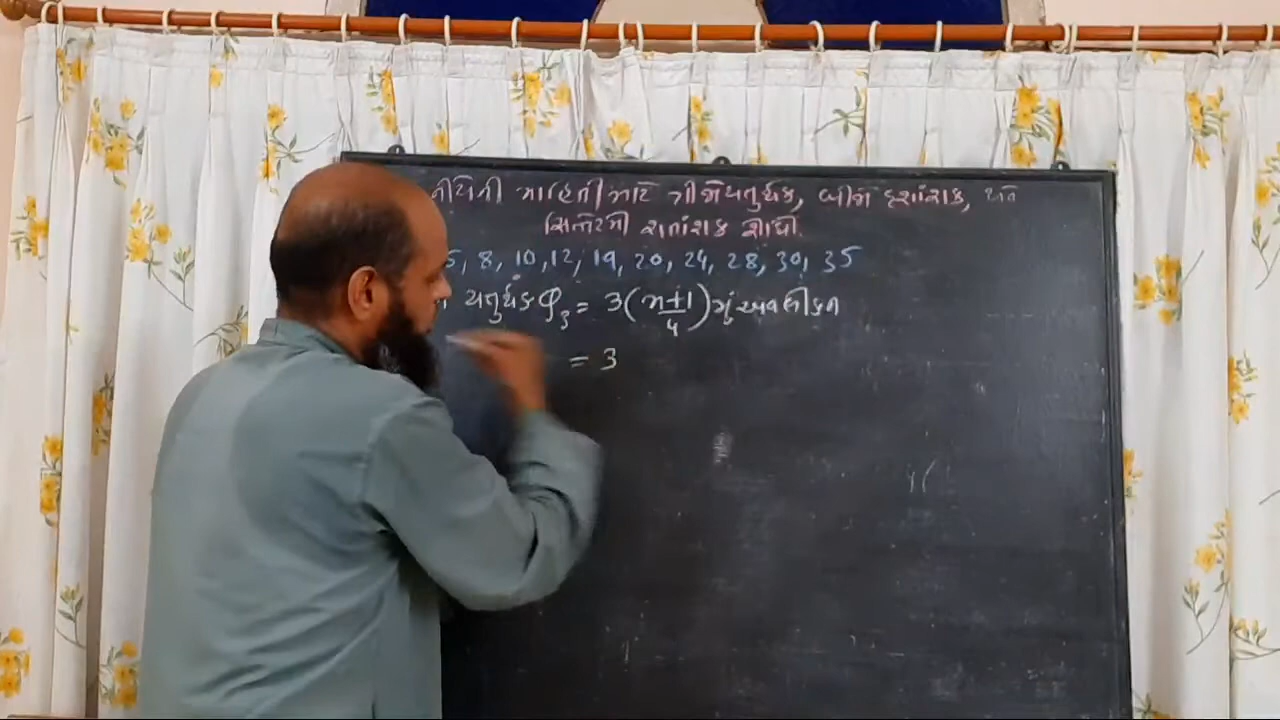 નીચેની માહિતી માટે ત્રીજો ચતુર્થક, બીજો દશાંશક, અને
સિત્તેરમો શતાંશક શોધો.
5, 8, 10, 12, 19, 20, 24, 28, 30, 35
ચતુર્થક Q₃ = 3(n+1/4)મું અવલોકન
= 3